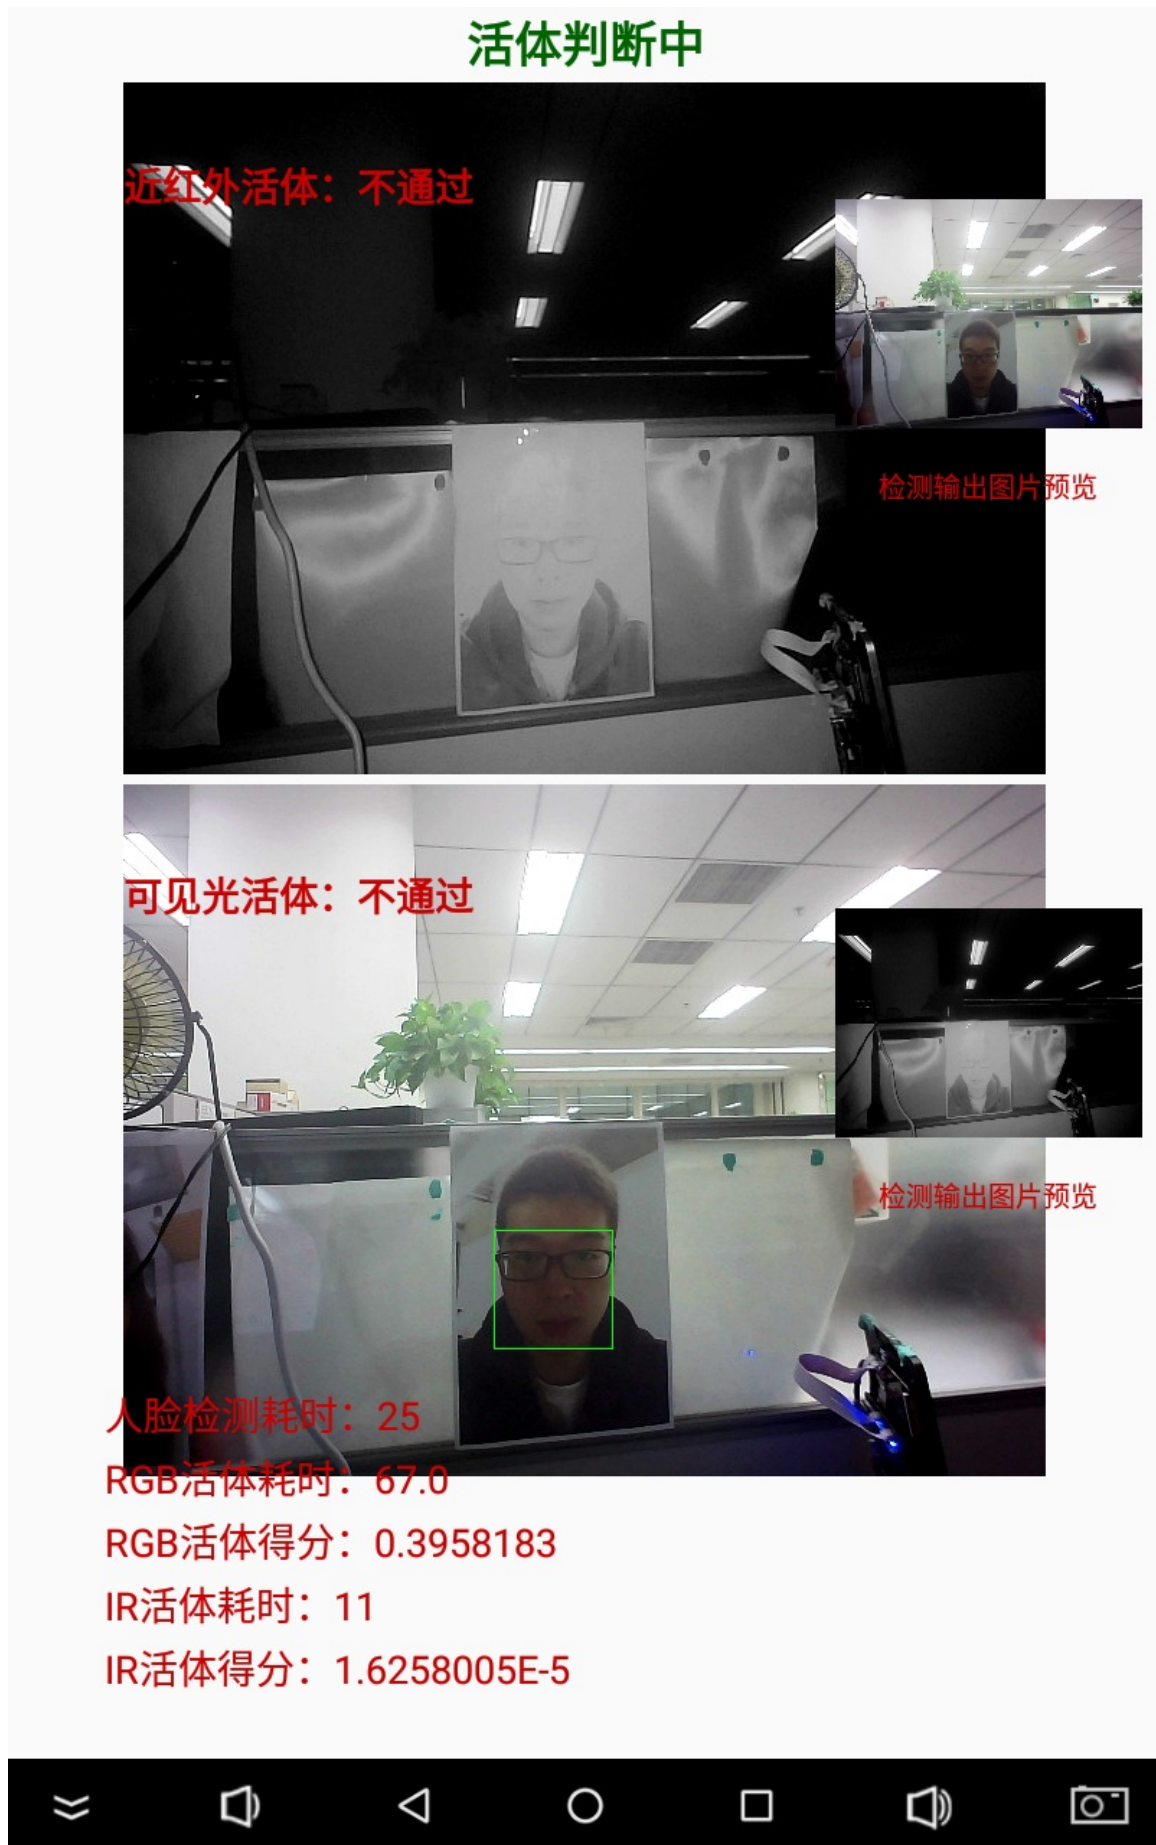 活体判断中
近红外活体：不通过
检测输出图片预览
可见光活体：不通过
检测输出图片预览
人脸检测耗时：25
RGB活体耗时：67.0
RGB活体得分：0.3958183
IR活体耗时：11
IR活体得分：1.6258005E-5